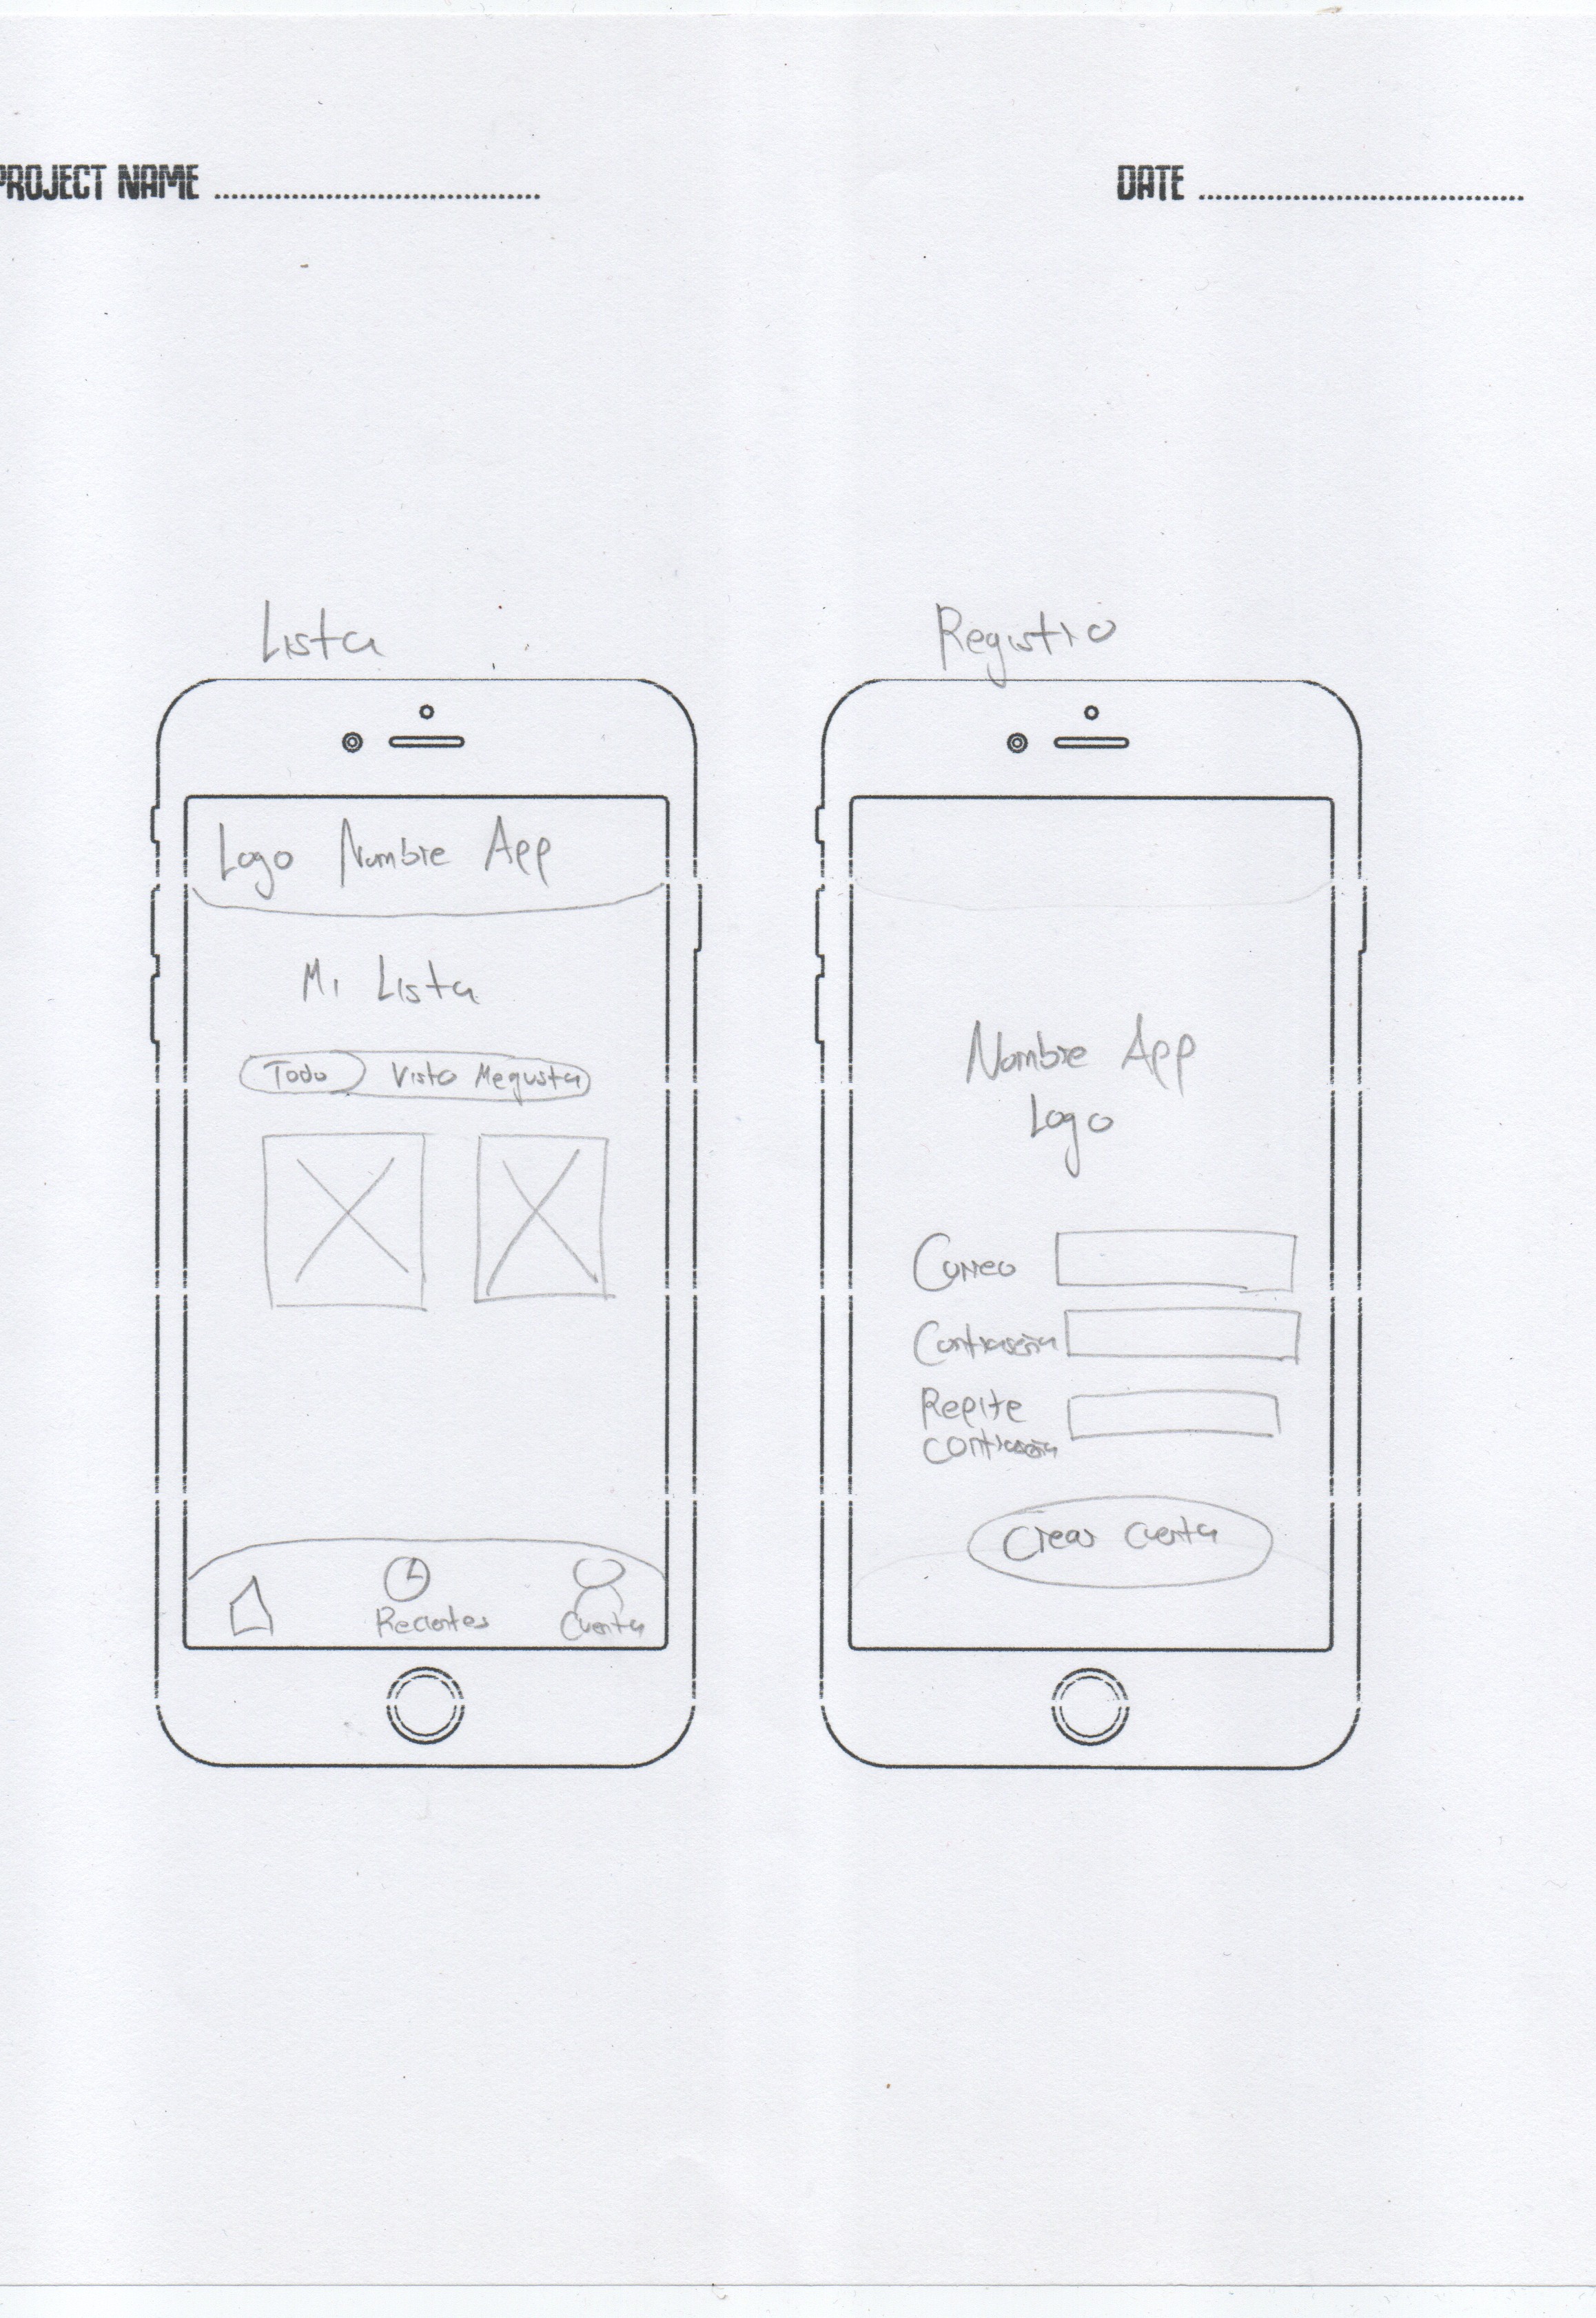 PROJECT NAME
DATE
Lista
Logo Nombre App
Mi Lista
Todo Visto Megusta
Recientes
Cuenta
Registro
Nombre App
Logo
Correo
Contraseña
Repite
contraseña
Crear cuenta